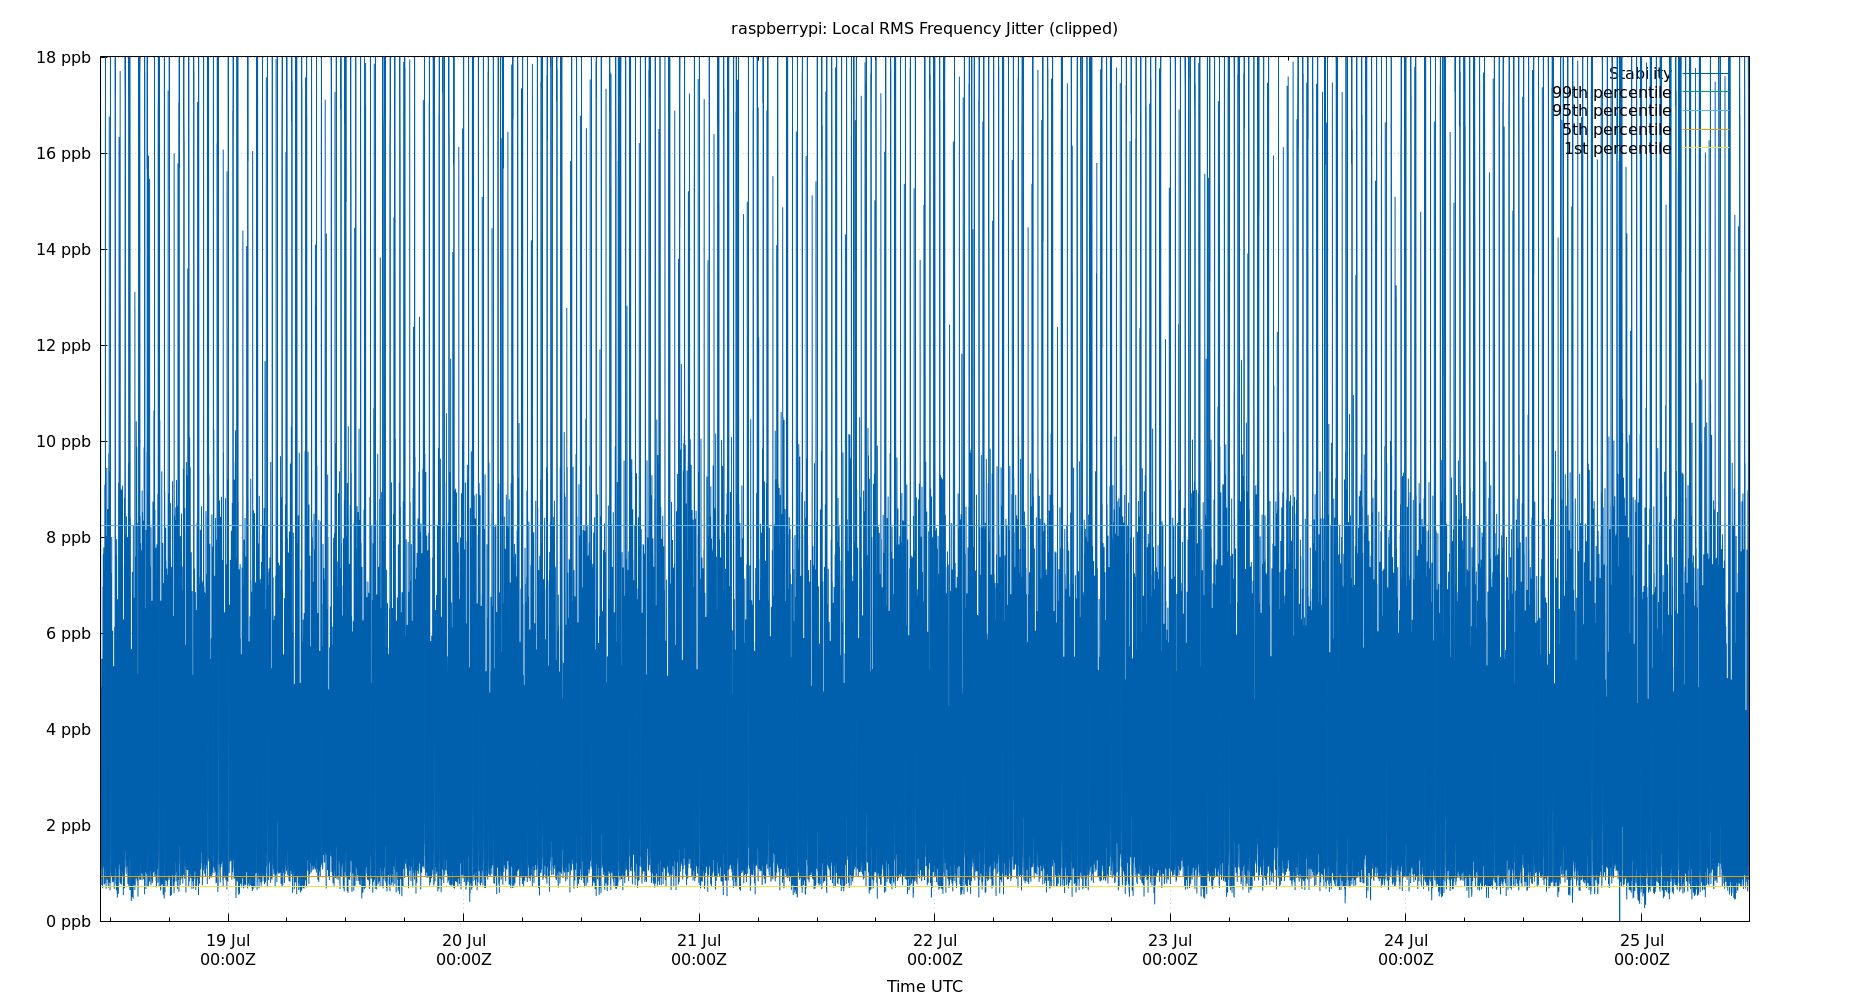 raspberrypi: Local RMS Frequency Jitter (clipped)
18 ppb
16 ppb
14 ppb
12 ppb
10 ppb
8 ppb
6 ppb
4 ppb
2 ppb
0 ppb
Stability
99th percentile
95th percentile
5th percentile
1st percentile
19 Jul
00:00Z
20 Jul
00:00Z
21 Jul
00:00Z
22 Jul
00:00Z
23 Jul
00:00Z
24 Jul
00:00Z
25 Jul
00:00Z
Time UTC